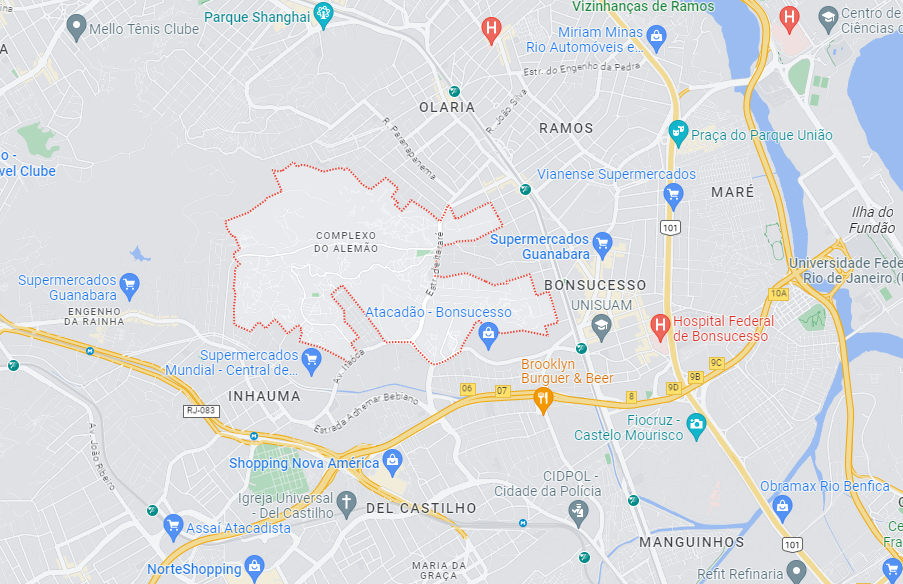 Parque Shanghai
OLARIA
Vizinhanças de Ramos
Mello Tênis Clube
H
Miriam Minas
Rio Automóveis e...
H
Centro de
Ciências d
A
Estr. do Engenho da Pedra
R. João Silva
RAMOS
R. Paranapanema
Praça do Parque União
o -
vel Clube
Vianense Supermercados
MARÉ
Ilha do
Fundão
101
COMPLEXO
DO ALEMÃO
Estr. de Itararé
Supermercados
Guanabara
Universidade Fede
Rio de Janeiro (U
Supermercados
Guanabara
BONSUCESSO
10A
ENGENHO
DA RAINHA
Atacadão - Bonsucesso
UNISUAM
H
Hospital Federal
de Bonsucesso
Supermercados
Mundial - Central de...
Av. Itaóca
Brooklyn
Burguer & Beer
9C
9B
9D
06
07
8
INHAUMA
RJ-083
Estrada Adhemar Bebiano
Fiocruz -
Castelo Mourisco
Av. João Ribeiro
Shopping Nova América
CIDPOL -
Cidade da Polícia
Obramax Rio Benfica
Igreja Universal
- Del Castilho
DEL CASTILHO
Assaí Atacadista
Ce
Fra
MANGUINHOS
101
NorteShopping
MARIA DA
GRAÇA
Refit Refinaria